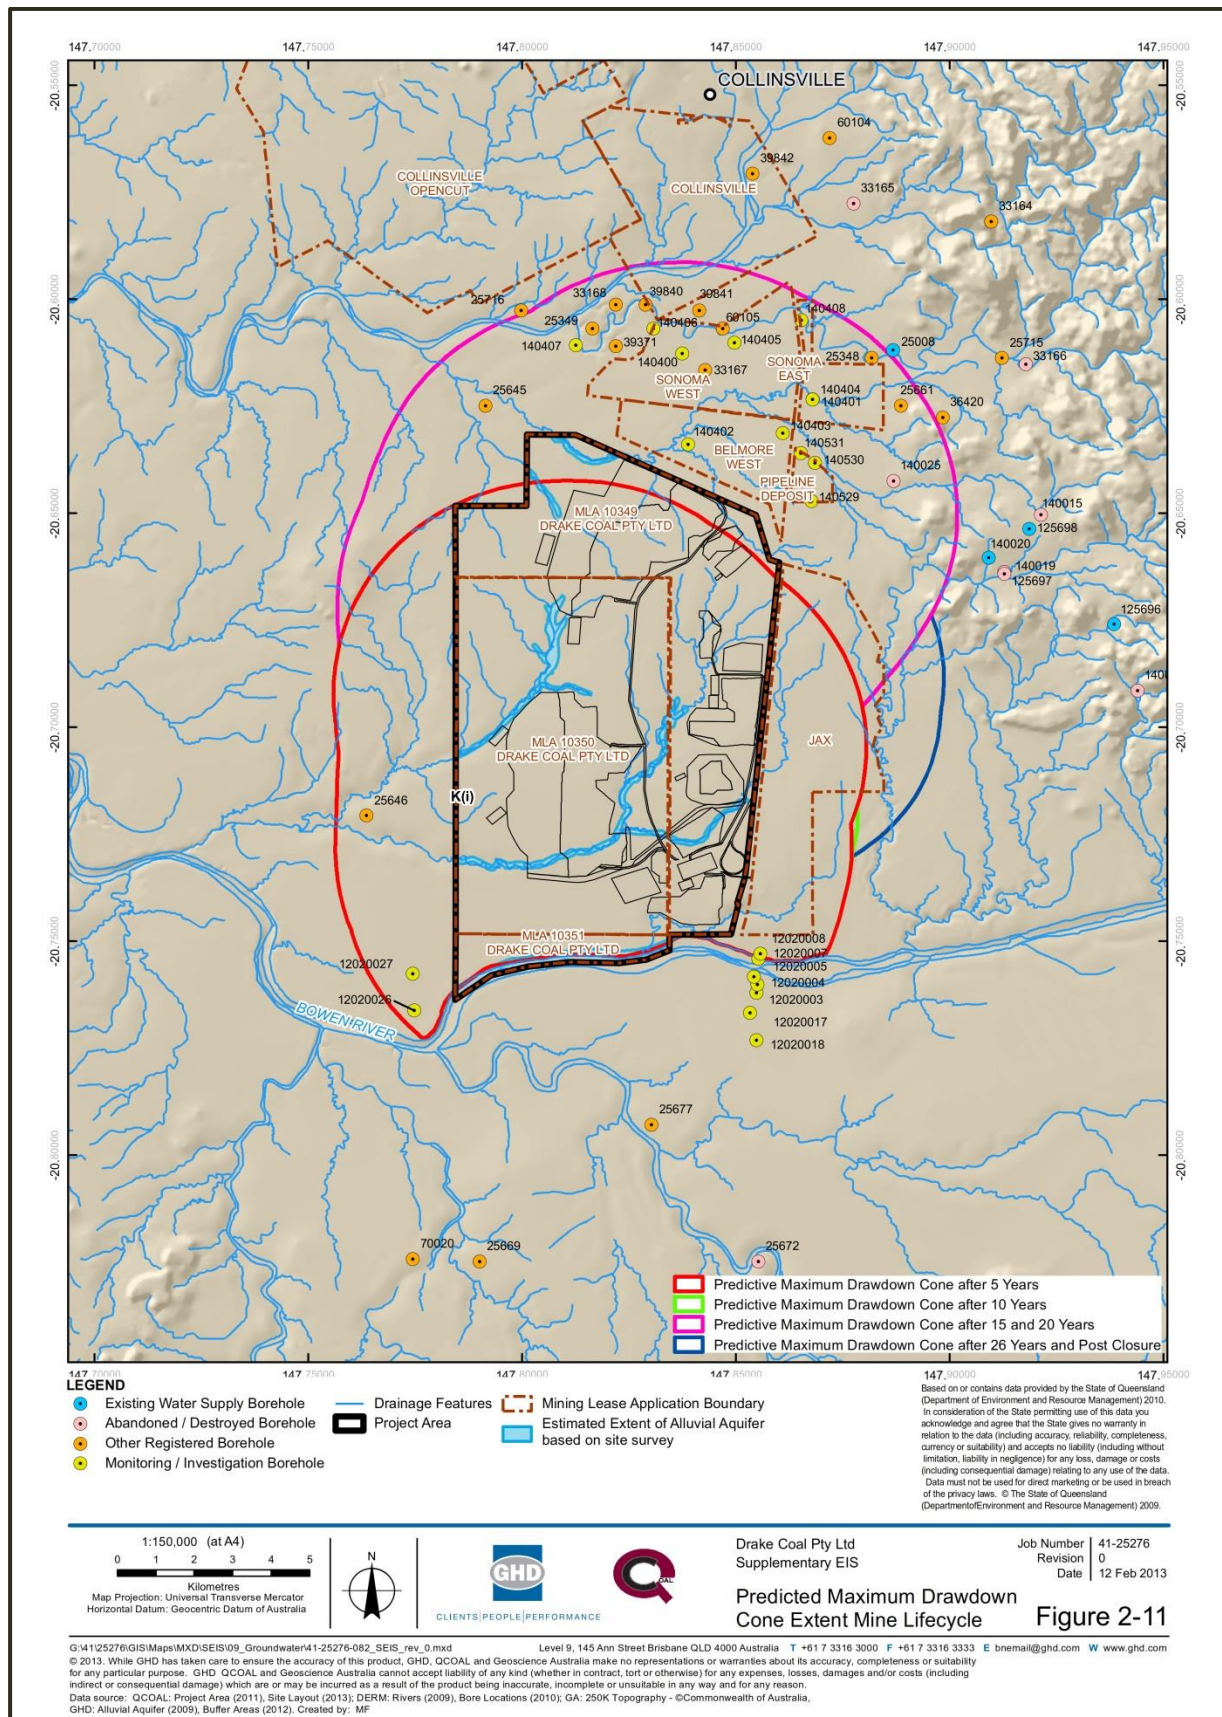 147.70000 147.75000 147.80000 147.85000 147.90000 147.95000
-20.55000
COLLINSVILLE
60104
39842
COLLINSVILLE
OPENCUT
COLLINSVILLE
33165
33164
-20.60000
25716
33168
39840
39841
140408
25349
140406
60105
140407
39371
140405
25008
140400
33167
25348
25715
33166
SONOMA
WEST
SONOMA
EAST
25645
140404
140401
25661
36420
140402
140403
BELMORE
WEST
140531
140530
140025
PIPELINE
DEPOSIT
140529
-20.65000
MLA 10349
DRAKE COAL PTY LTD
140015
125698
140020
140019
125697
125696
-20.70000
MLA 10350
DRAKE COAL PTY LTD
JAX
K(i)
25646
-20.75000
MLA 10351
DRAKE COAL PTY LTD
12020008
12020007
12020005
12020004
12020003
12020017
12020018
12020027
12020026
BOWEN RIVER
25677
-20.80000
70020
25669
25672
Predictive Maximum Drawdown Cone after 5 Years
Predictive Maximum Drawdown Cone after 10 Years
Predictive Maximum Drawdown Cone after 15 and 20 Years
Predictive Maximum Drawdown Cone after 26 Years and Post Closure
147.70000 147.75000 147.80000 147.85000 147.90000 147.95000
LEGEND
Existing Water Supply Borehole
Abandoned / Destroyed Borehole
Other Registered Borehole
Monitoring / Investigation Borehole
Drainage Features
Project Area
Mining Lease Application Boundary
Estimated Extent of Alluvial Aquifer
based on site survey
Based on or contains data provided by the State of Queensland
(Department of Environment and Resource Management) 2010.
In consideration of the State permitting use of this data you
acknowledge and agree that the State gives no warranty in
relation to the data (including accuracy, reliability, completeness,
currency or suitability) and accepts no liability (including without
limitation, liability in negligence) for any loss, damage or costs
(including consequential damage) relating to any use of the data.
Data must not be used for direct marketing or be used in breach
of the privacy laws. © The State of Queensland
(DepartmentofEnvironment and Resource Management) 2009.
1:150,000 (at A4)
0 1 2 3 4 5
Kilometres
Map Projection: Universal Transverse Mercator
Horizontal Datum: Geocentric Datum of Australia
N
GHD
CLIENTS|PEOPLE|PERFORMANCE
QCOAL
Drake Coal Pty Ltd
Supplementary EIS
Predicted Maximum Drawdown
Cone Extent Mine Lifecycle
Job Number 41-25276
Revision 0
Date 12 Feb 2013
Figure 2-11
G:\41\25276\GIS\Maps\MXD\SEIS\09_Groundwater\41-25276-082_SEIS_rev_0.mxd Level 9, 145 Ann Street Brisbane QLD 4000 Australia T +61 7 3316 3000 F +61 7 3316 3333 E bnemail@ghd.com W www.ghd.com
© 2013. While GHD has taken care to ensure the accuracy of this product, GHD, QCOAL and Geoscience Australia make no representations or warranties about its accuracy, completeness or suitability
for any particular purpose. GHD QCOAL and Geoscience Australia cannot accept liability of any kind (whether in contract, tort or otherwise) for any expenses, losses, damages and/or costs (including
indirect or consequential damage) which are or may be incurred as a result of the product being inaccurate, incomplete or unsuitable in any way and for any reason.
Data source: QCOAL: Project Area (2011), Site Layout (2013); DERM: Rivers (2009), Bore Locations (2010); GA: 250K Topography - ©Commonwealth of Australia,
GHD: Alluvial Aquifer (2009), Buffer Areas (2012). Created by: MF